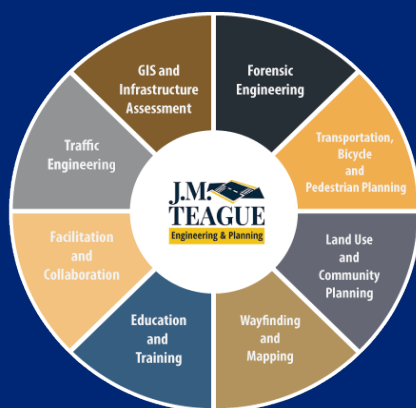 GIS and
Infrastructure
Assessment
Forensic
Engineering
Transportation,
Bicycle
and
Pedestrian Planning
Land Use
and
Community
Planning
Wayfinding
and
Mapping
Education
and
Training
Facilitation
and
Collaboration
Traffic
Engineering
J.M.
TEAGUE
Engineering & Planning